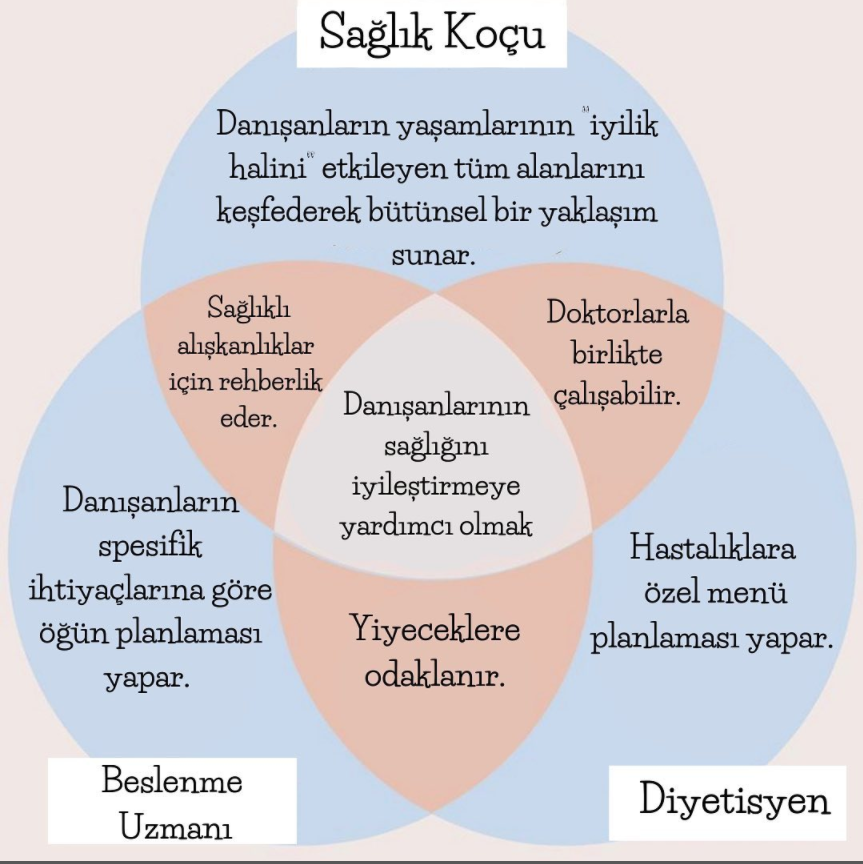 Sağlık Koçu
Danışanların yaşamlarının "iyilik
halini" etkileyen tüm alanlarını
keşfederek bütünsel bir yaklaşım
sunar.
Sağlıklı
alışkanlıklar
için rehberlik
eder.
Doktorlarla
birlikte
çalışabilir.
Danışanlarının
sağlığını
iyileştirmeye
yardımcı olmak
Danışanların
spesifik
ihtiyaçlarına göre
öğün planlaması
yapar.
Hastalıklara
özel menü
planlaması yapar.
Yiyeceklere
odaklanır.
Beslenme
Uzmanı
Diyetisyen